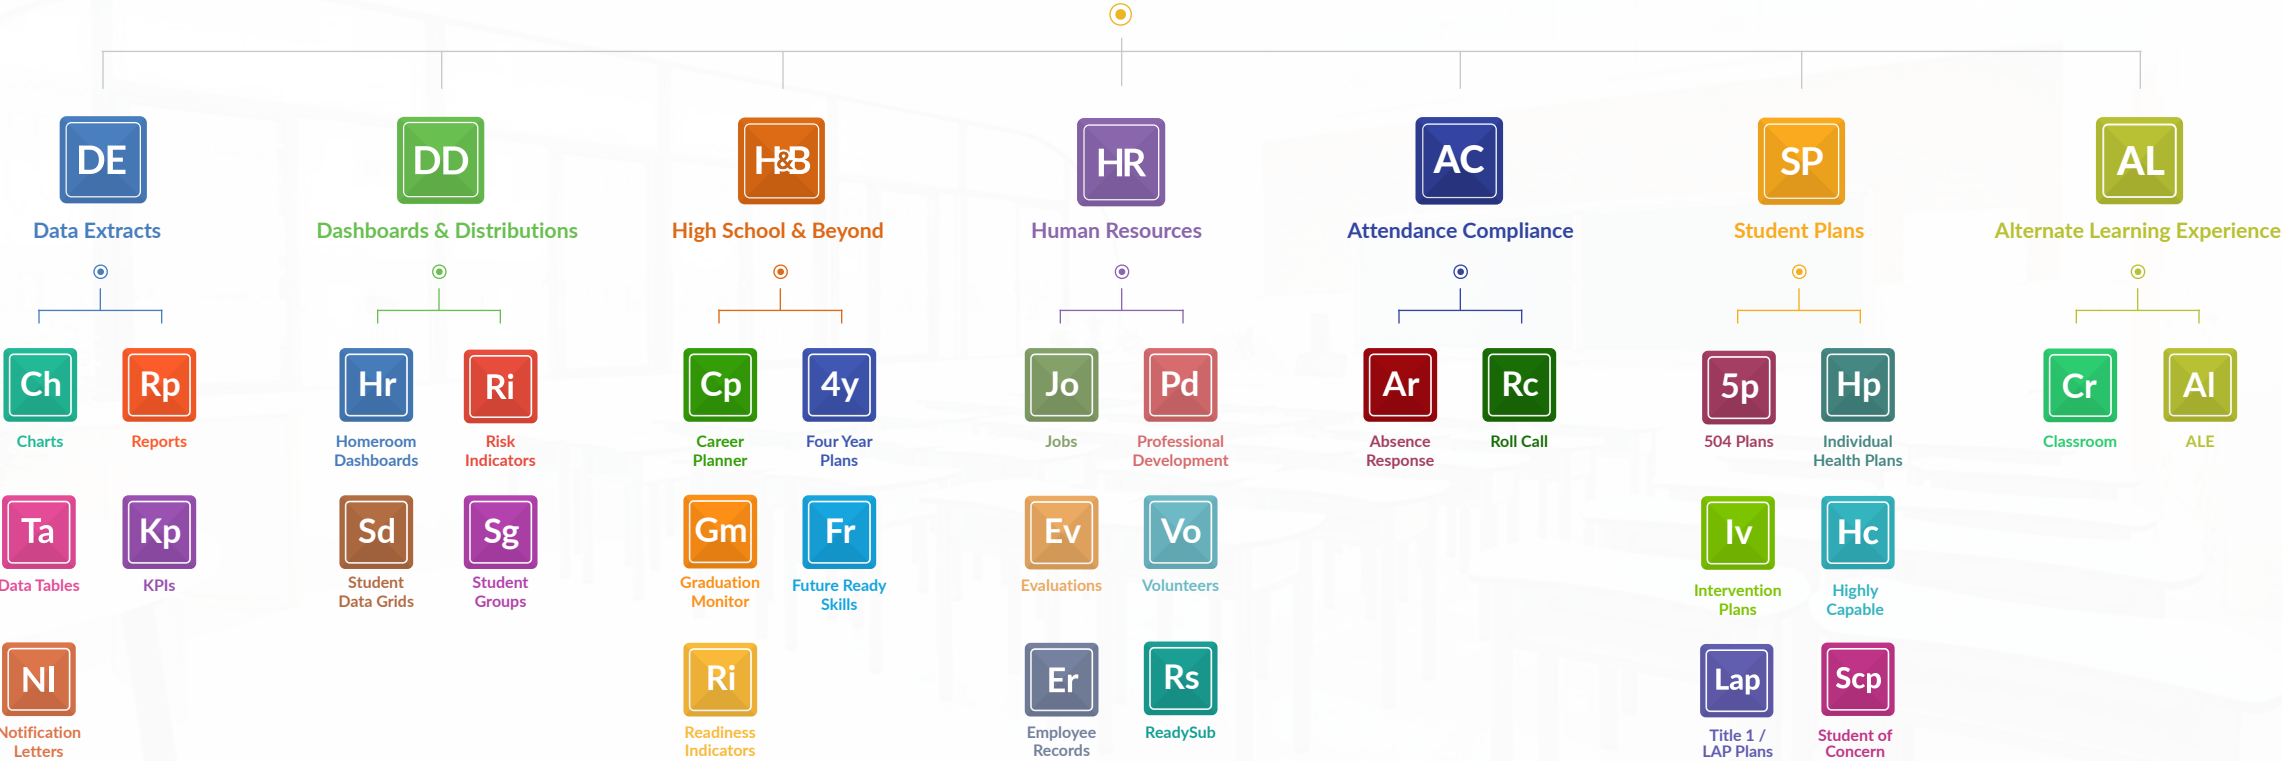 DE
DD
H&B
HR
AC
SP
AL
Data Extracts
Dashboards & Distributions
High School & Beyond
Human Resources
Attendance Compliance
Student Plans
Alternate Learning Experience
Ch
Rp
Hr
Ri
Cp
4y
Jo
Pd
Ar
Rc
5p
Hp
Cr
Al
Charts
Reports
Homeroom
Dashboards
Risk
Indicators
Career
Planner
Four Year
Plans
Jobs
Professional
Development
Absence
Response
Roll Call
504 Plans
Individual
Health Plans
Classroom
ALE
Ta
Kp
Sd
Sg
Gm
Fr
Ev
Vo
Iv
Hc
Data Tables
KPIs
Student
Data Grids
Student
Groups
Graduation
Monitor
Future Ready
Skills
Evaluations
Volunteers
Intervention
Plans
Highly
Capable
Nl
Ri
Er
Rs
Lap
Scp
Notification
Letters
Readiness
Indicators
Employee
Records
ReadySub
Title 1 /
LAP Plans
Student of
Concern